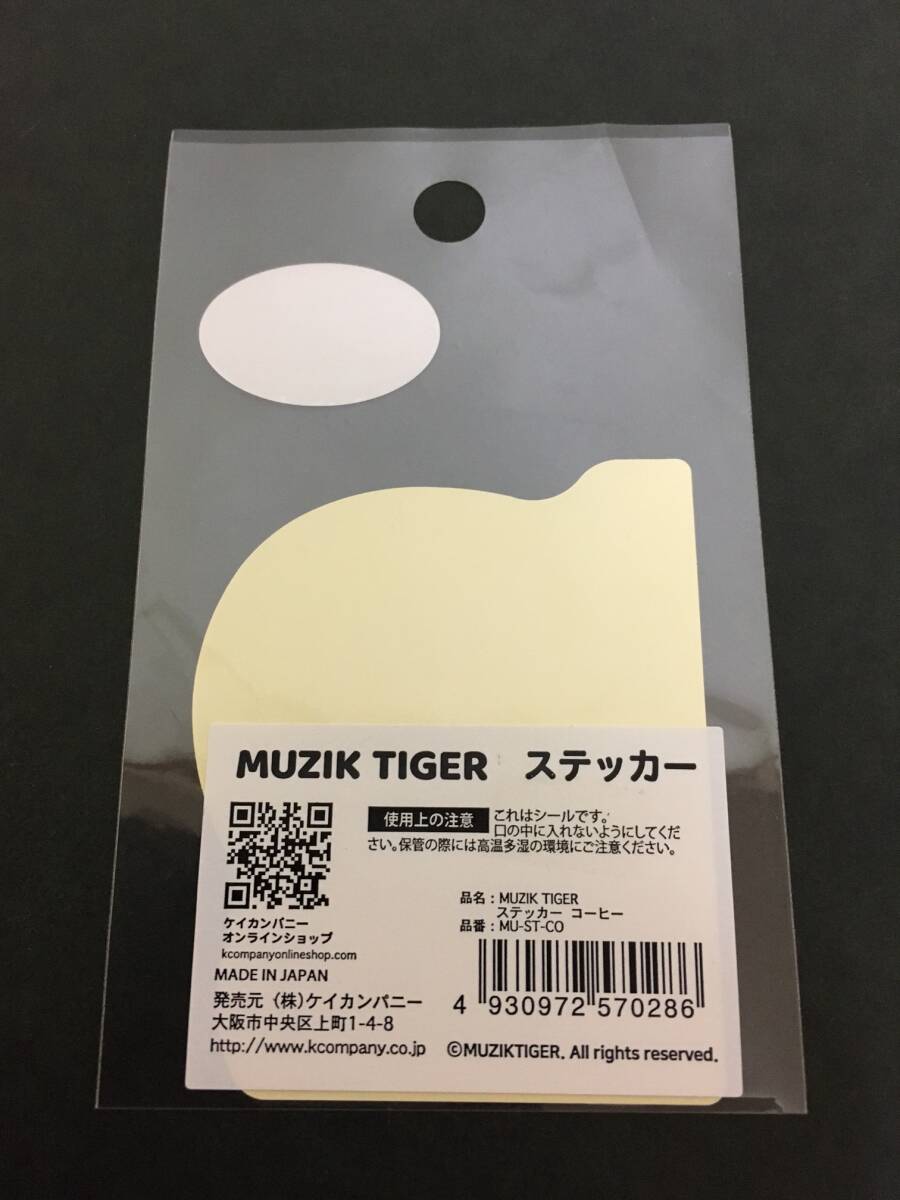 MUZIK TIGER ステッカー
使用上の注意 これはシールです。
口の中に入れないようにしてくだ
さい。保管の際には高温多湿の環境にご注意ください。
品名：MUZIK TIGER
ステッカー コーヒー
品番：MU-ST-CO
ケイカンパニー
オンラインショップ
kcompanyonlineshop.com
MADE IN JAPAN
発売元 (株)ケイカンパニー
大阪市中央区上町1-4-8
http://www.kcompany.co.jp
4 930972 570286
©MUZIKTIGER. All rights reserved.